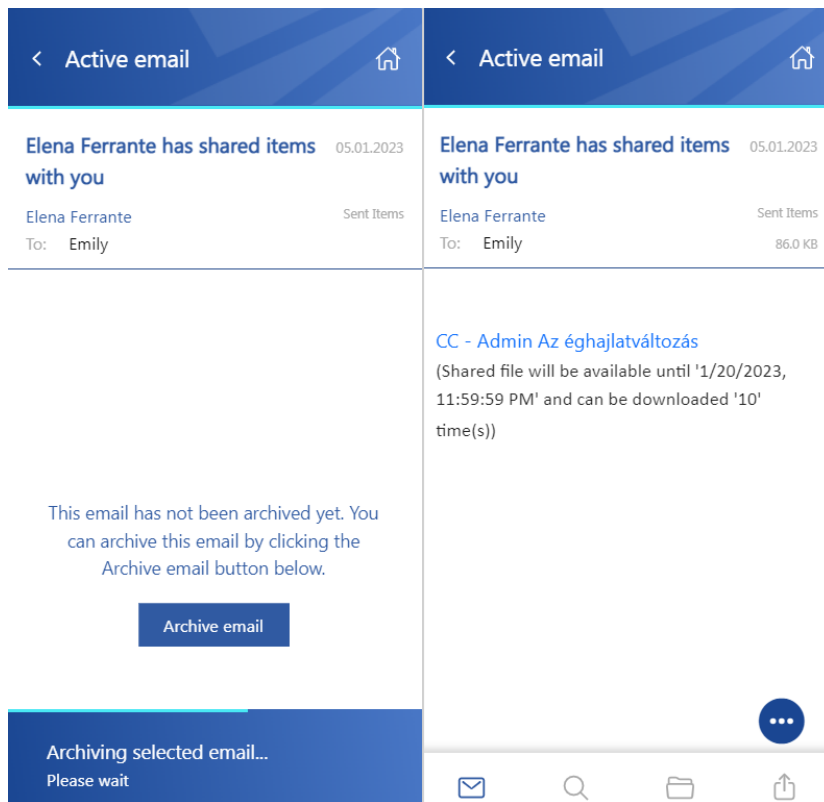 Active email
Elena Ferrante has shared items
with you
05.01.2023
Elena Ferrante
Sent Items
To: Emily
This email has not been archived yet. You
can archive this email by clicking the
Archive email button below.
Archive email
Archiving selected email...
Please wait
Active email
Elena Ferrante has shared items
with you
05.01.2023
Elena Ferrante
Sent Items
To: Emily
86.0 KB
CC - Admin Az éghajlatváltozás
(Shared file will be available until '1/20/2023,
11:59:59 PM' and can be downloaded '10'
time(s))